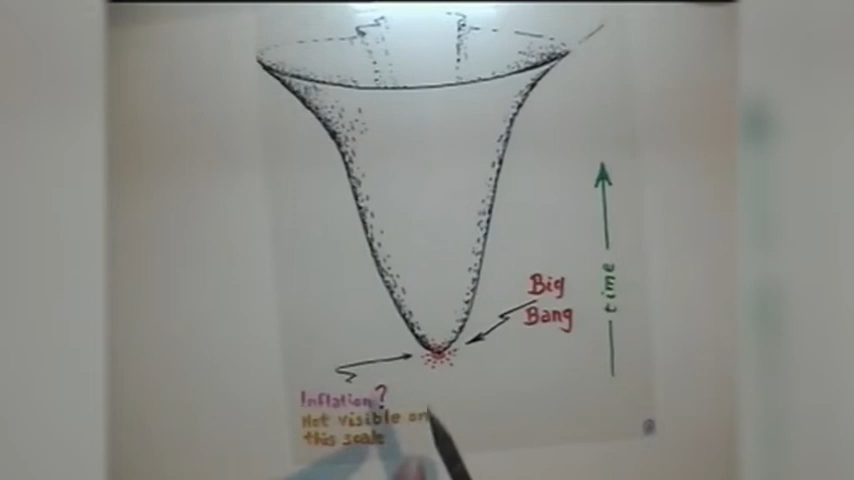 Big
Bang
time
Inflation?
Not visible on
this scale